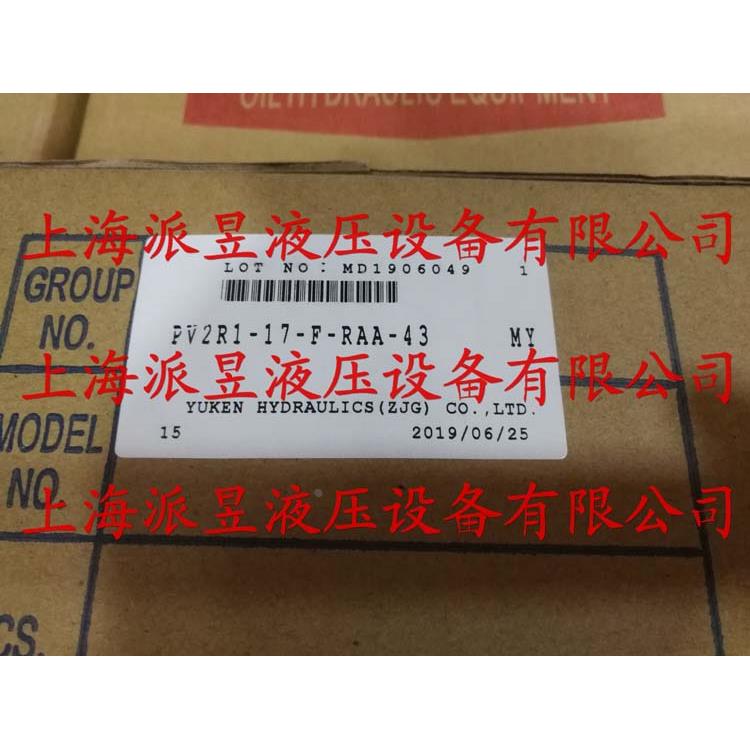 OIL HYDRAULIC EQUIPMENT
上海派昱液压设备有限公司
GROUP NO.
LOT NO: MD1906049 1
PV2R1-17-F-RAA-43 MY
上海派昱液压设备有限公司
YUKEN HYDRAULICS(ZJG) CO.,LTD.
15 2019/06/25
MODEL NO.
上海派昱液压设备有限公司
CS.